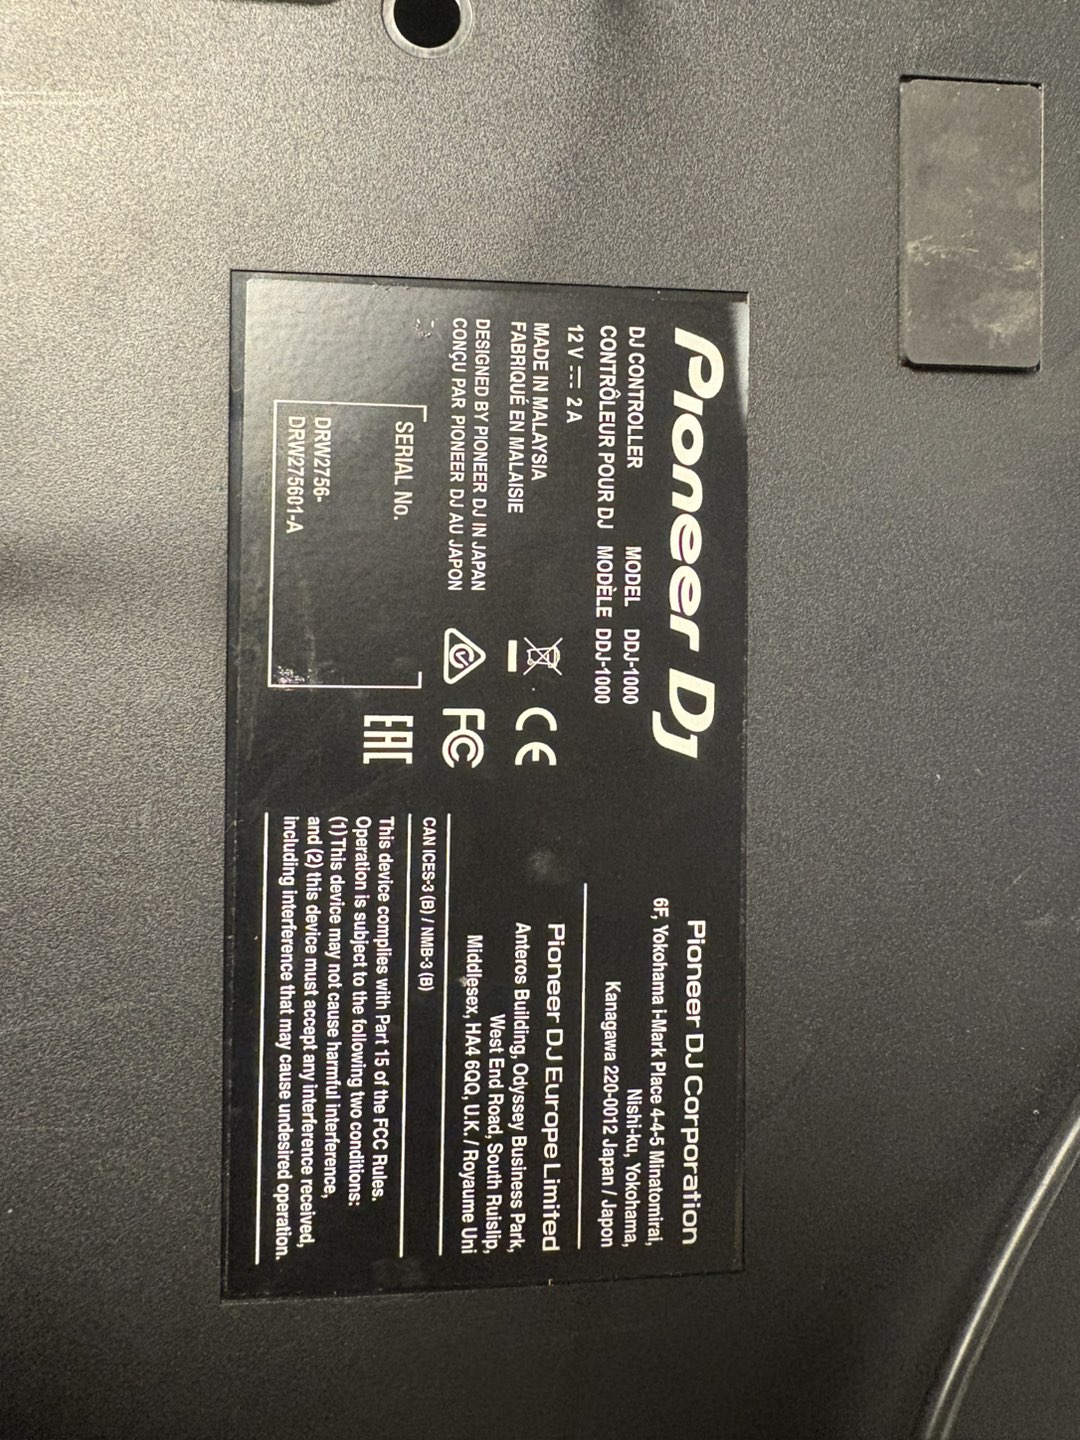 Pioneer DJ
DJ CONTROLLER MODEL DDJ-1000
CONTRÔLEUR POUR DJ MODÈLE DDJ-1000
12 V ⎓ 2 A
MADE IN MALAYSIA
FABRIQUÉ EN MALAISIE
DESIGNED BY PIONEER DJ IN JAPAN
CONÇU PAR PIONEER DJ AU JAPON
CE
FC
EAC
SERIAL No.
DRW2756-
DRW275601-A
Pioneer DJ Corporation
6F, Yokohama i-Mark Place 4-4-5 Minatomirai,
Nishi-ku, Yokohama,
Kanagawa 220-0012 Japan / Japon
Pioneer DJ Europe Limited
Anteros Building, Odyssey Business Park,
West End Road, South Ruislip,
Middlesex, HA4 6QQ, U.K. / Royaume Uni
CAN ICES-3 (B) / NMB-3 (B)
This device complies with Part 15 of the FCC Rules.
Operation is subject to the following two conditions:
(1) This device may not cause harmful interference,
and (2) this device must accept any interference received,
including interference that may cause undesired operation.